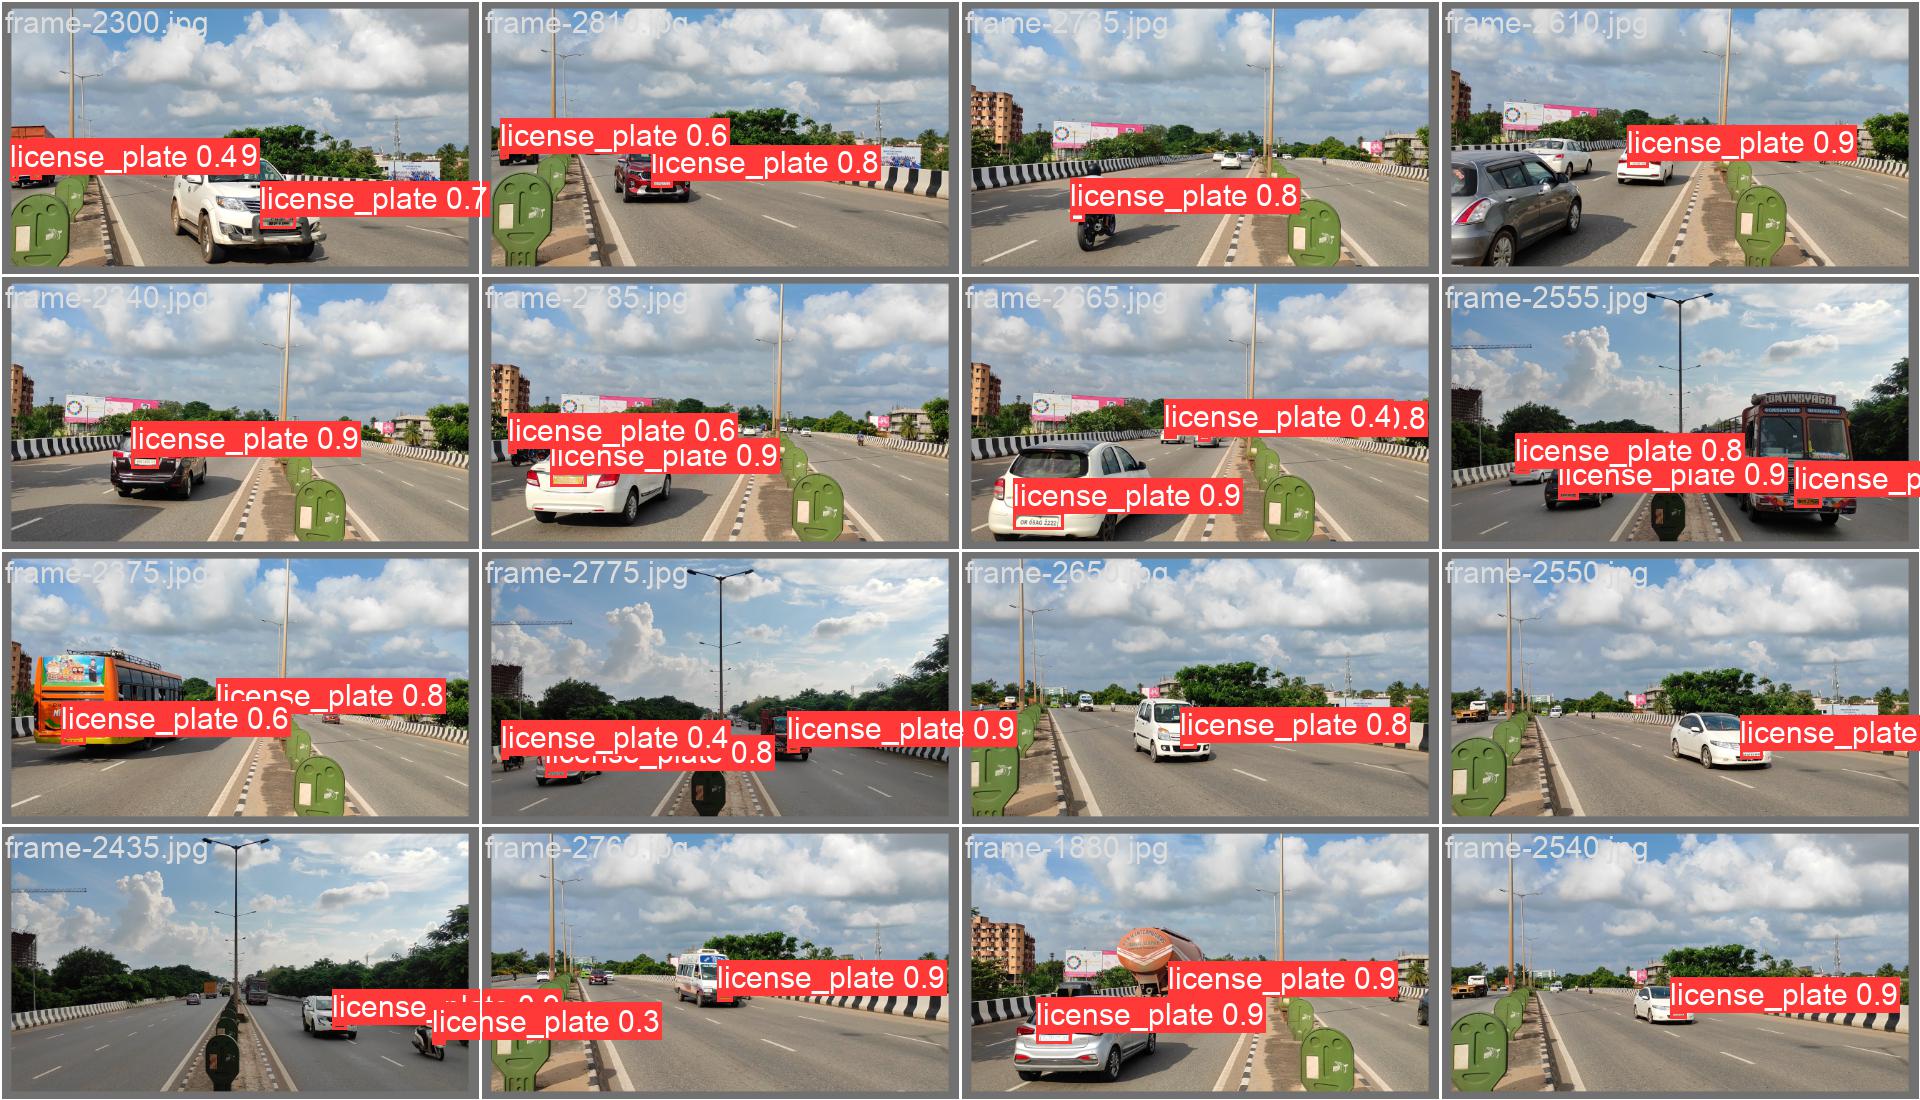 frame-2300.jpg
license_plate 0.49
license_plate 0.7
frame-2810.jpg
license_plate 0.6
license_plate 0.8
frame-2735.jpg
license_plate 0.8
frame-2610.jpg
license_plate 0.9
frame-2340.jpg
license_plate 0.9
frame-2785.jpg
license_plate 0.6
license_plate 0.9
frame-2665.jpg
license_plate 0.4
0.8
license_plate 0.9
frame-2555.jpg
license_plate 0.8
license_plate 0.9
license_p
frame-2375.jpg
license_plate 0.8
license_plate 0.6
frame-2775.jpg
license_plate 0.4
license_plate 0.8
license_plate 0.9
frame-2650.jpg
license_plate 0.8
frame-2550.jpg
license_plate
frame-2435.jpg
license_plate 0.9
license_plate 0.3
frame-2760.jpg
license_plate 0.9
frame-1880.jpg
license_plate 0.9
license_plate 0.9
frame-2540.jpg
license_plate 0.9